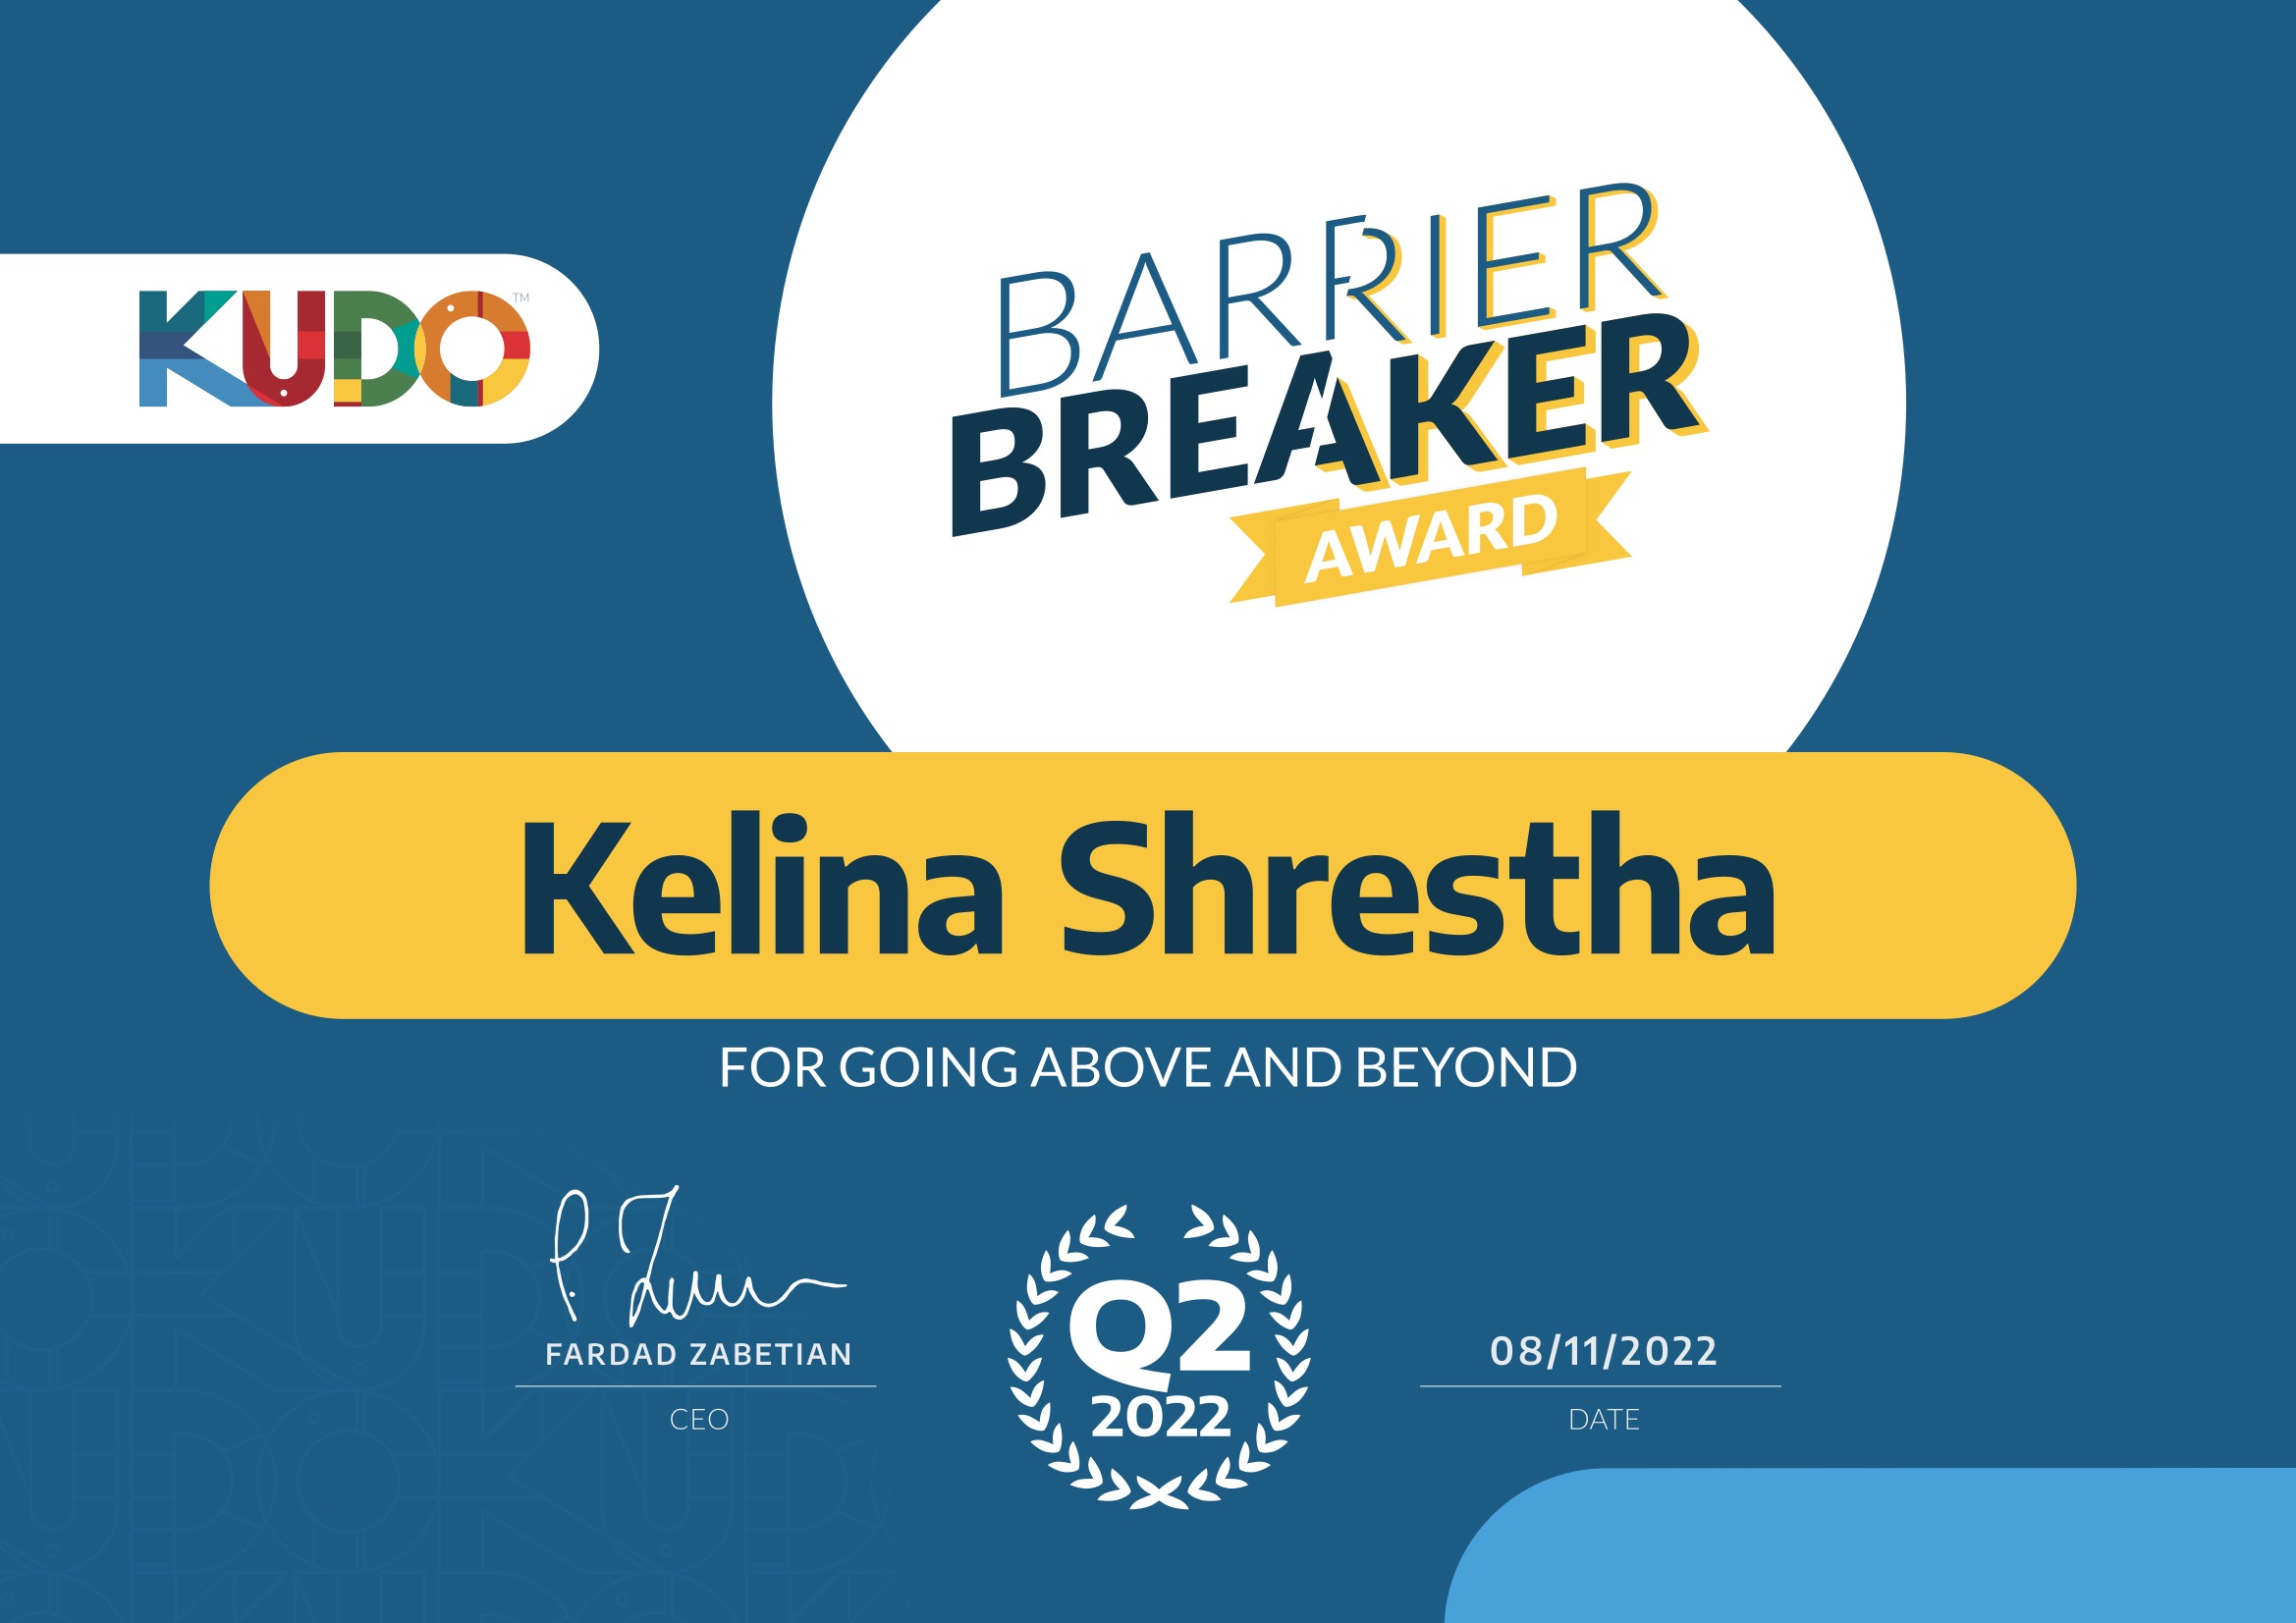 KUDO™
BARRIER
BREAKER
AWARD
Kelina Shrestha
FOR GOING ABOVE AND BEYOND
FARDAD ZABETIAN
CEO
Q2
2022
08/11/2022
DATE